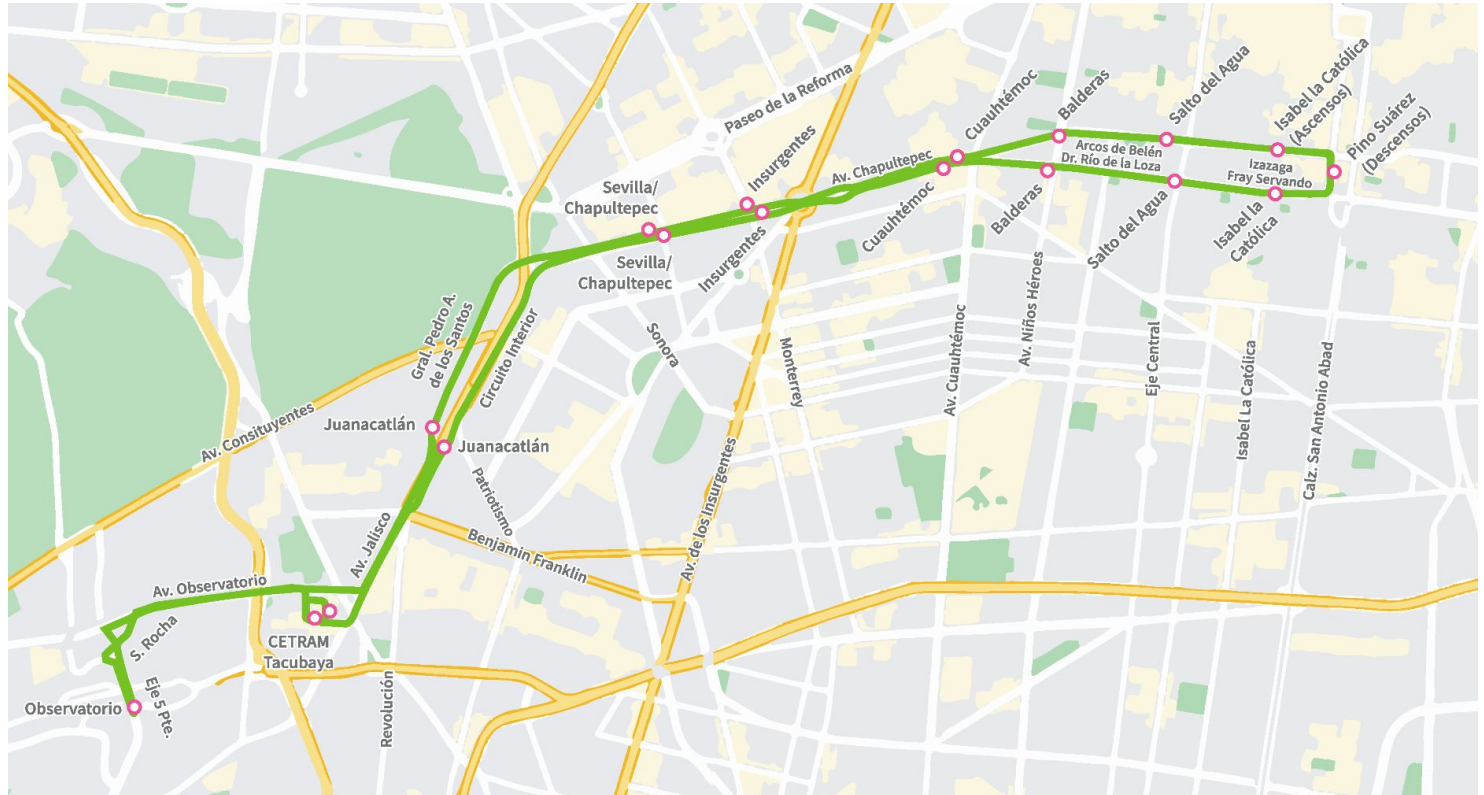 Paseo de la Reforma
Cuauhtémoc
Balderas
Salto del Agua
Isabel la Católica
(Ascensos)
Pino Suárez
(Descensos)
Insurgentes
Av. Chapultepec
Arcos de Belén
Dr. Río de la Loza
Izazaga
Fray Servando
Sevilla/
Chapultepec
Sevilla/
Chapultepec
Insurgentes
Cuauhtémoc
Balderas
Salto del Agua
Isabel la
Católica
Gral. Pedro A.
de los Santos
Circuito Interior
Sonora
Monterrey
Av. Cuauhtémoc
Av. Niños Héroes
Eje Central
Isabel La Católica
Calz. San Antonio Abad
Av. Consituyentes
Juanacatlán
Juanacatlán
Patriotismo
Av. de los Insurgentes
Av. Jalisco
Benjamin Franklin
Av. Observatorio
S. Rocha
CETRAM
Tacubaya
Eje 5 Pte.
Observatorio
Revolución